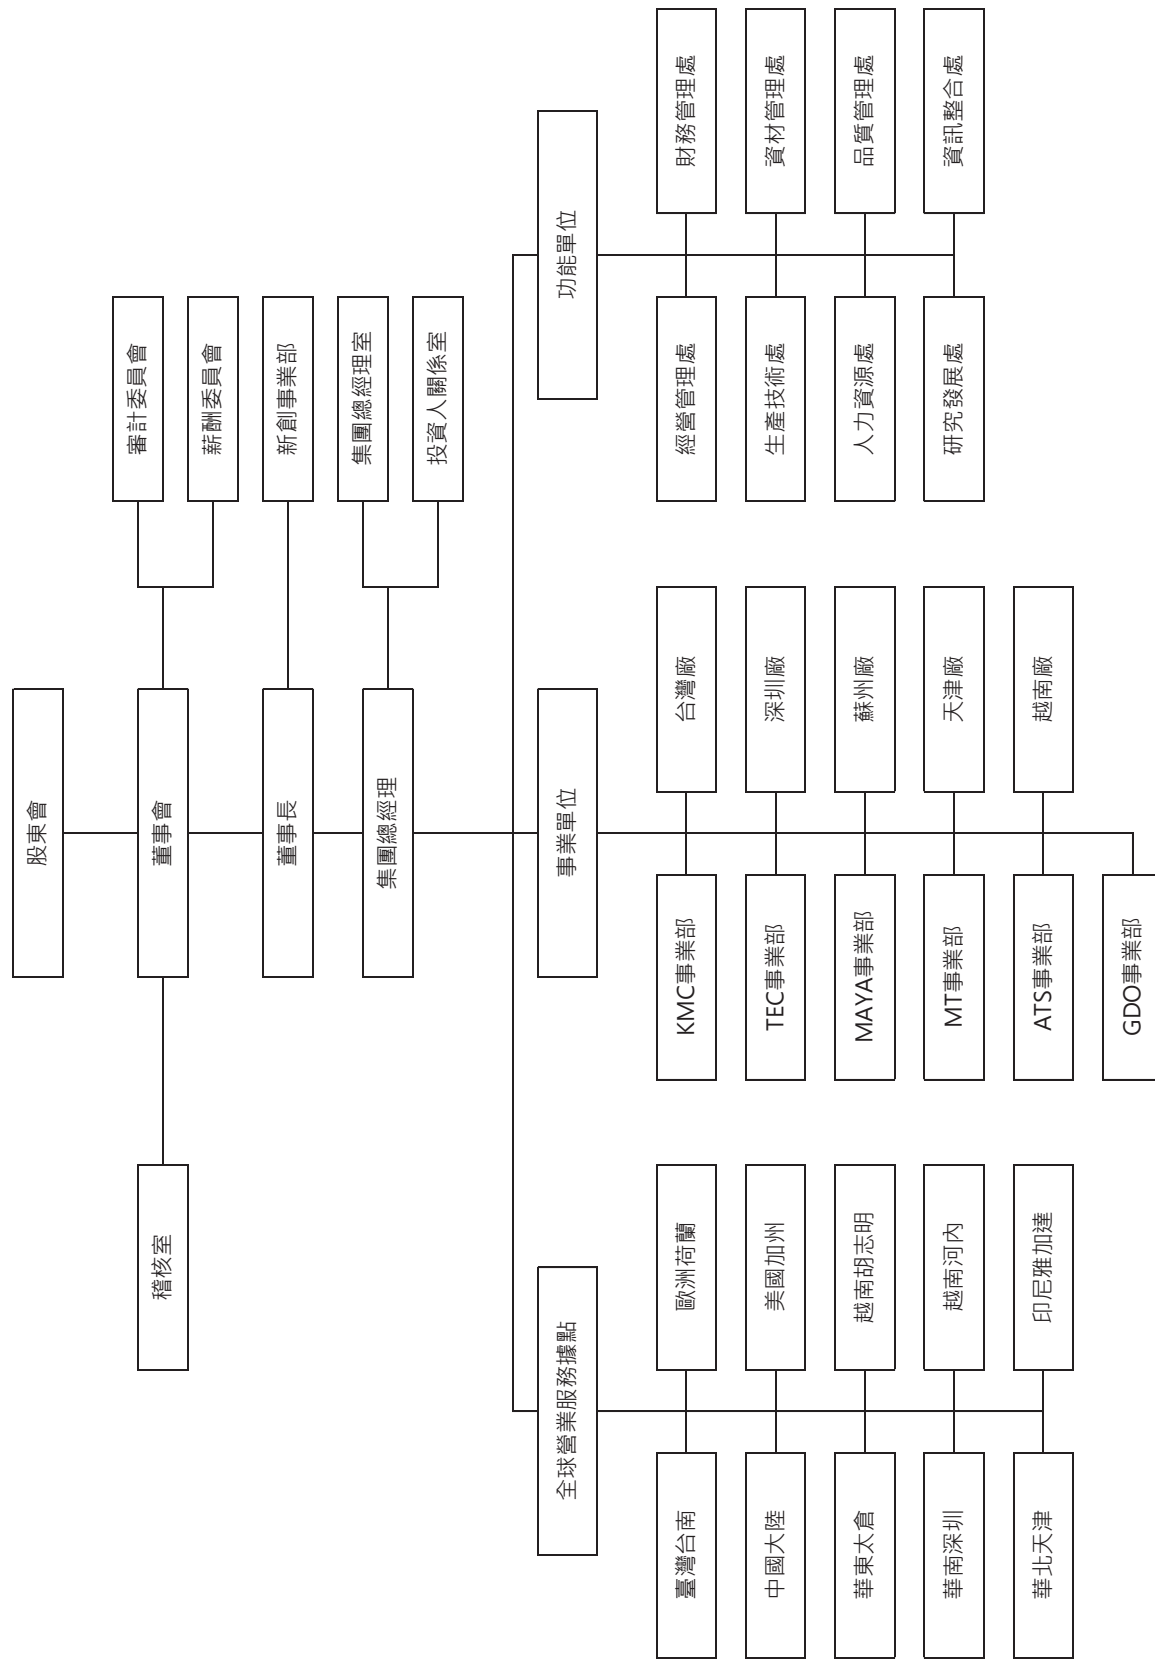 股東會
董事會
稽核室
審計委員會
薪酬委員會
董事長
新創事業部
集團總經理
集團總經理室
投資人關係室
全球營業服務據點
事業單位
功能單位
臺灣台南
歐洲荷蘭
中國大陸
美國加州
華東太倉
越南胡志明
華南深圳
越南河內
華北天津
印尼雅加達
KMC事業部
台灣廠
TEC事業部
深圳廠
MAYA事業部
蘇州廠
MT事業部
天津廠
ATS事業部
越南廠
GDO事業部
經營管理處
財務管理處
生產技術處
資材管理處
人力資源處
品質管理處
研究發展處
資訊整合處